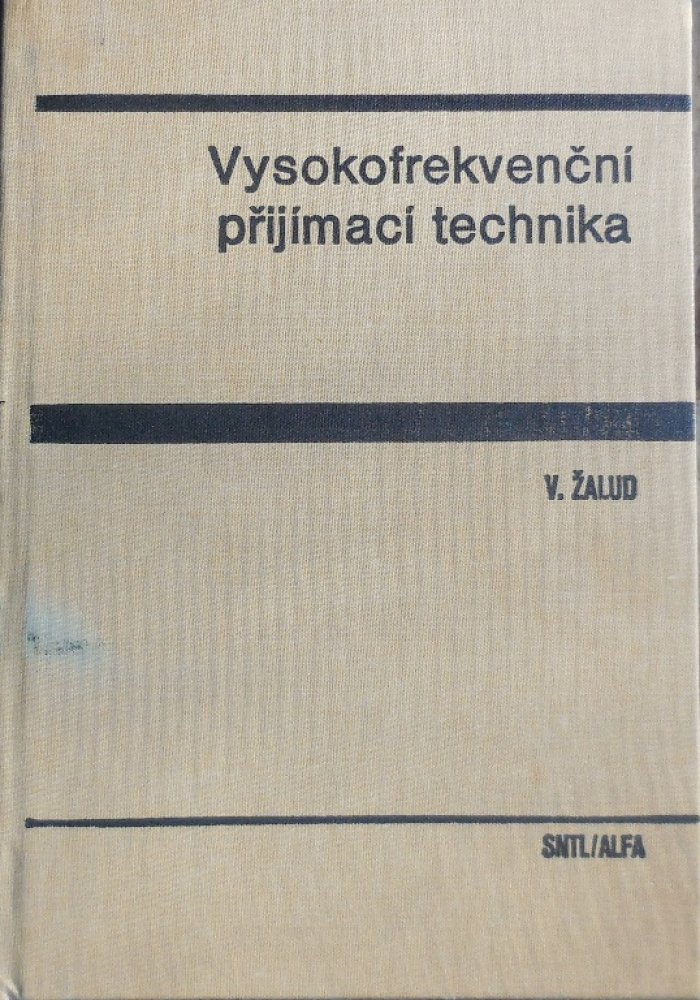 Vysokofrekvenční
přijímací technika
V. ŽALUD
SNTL/ALFA